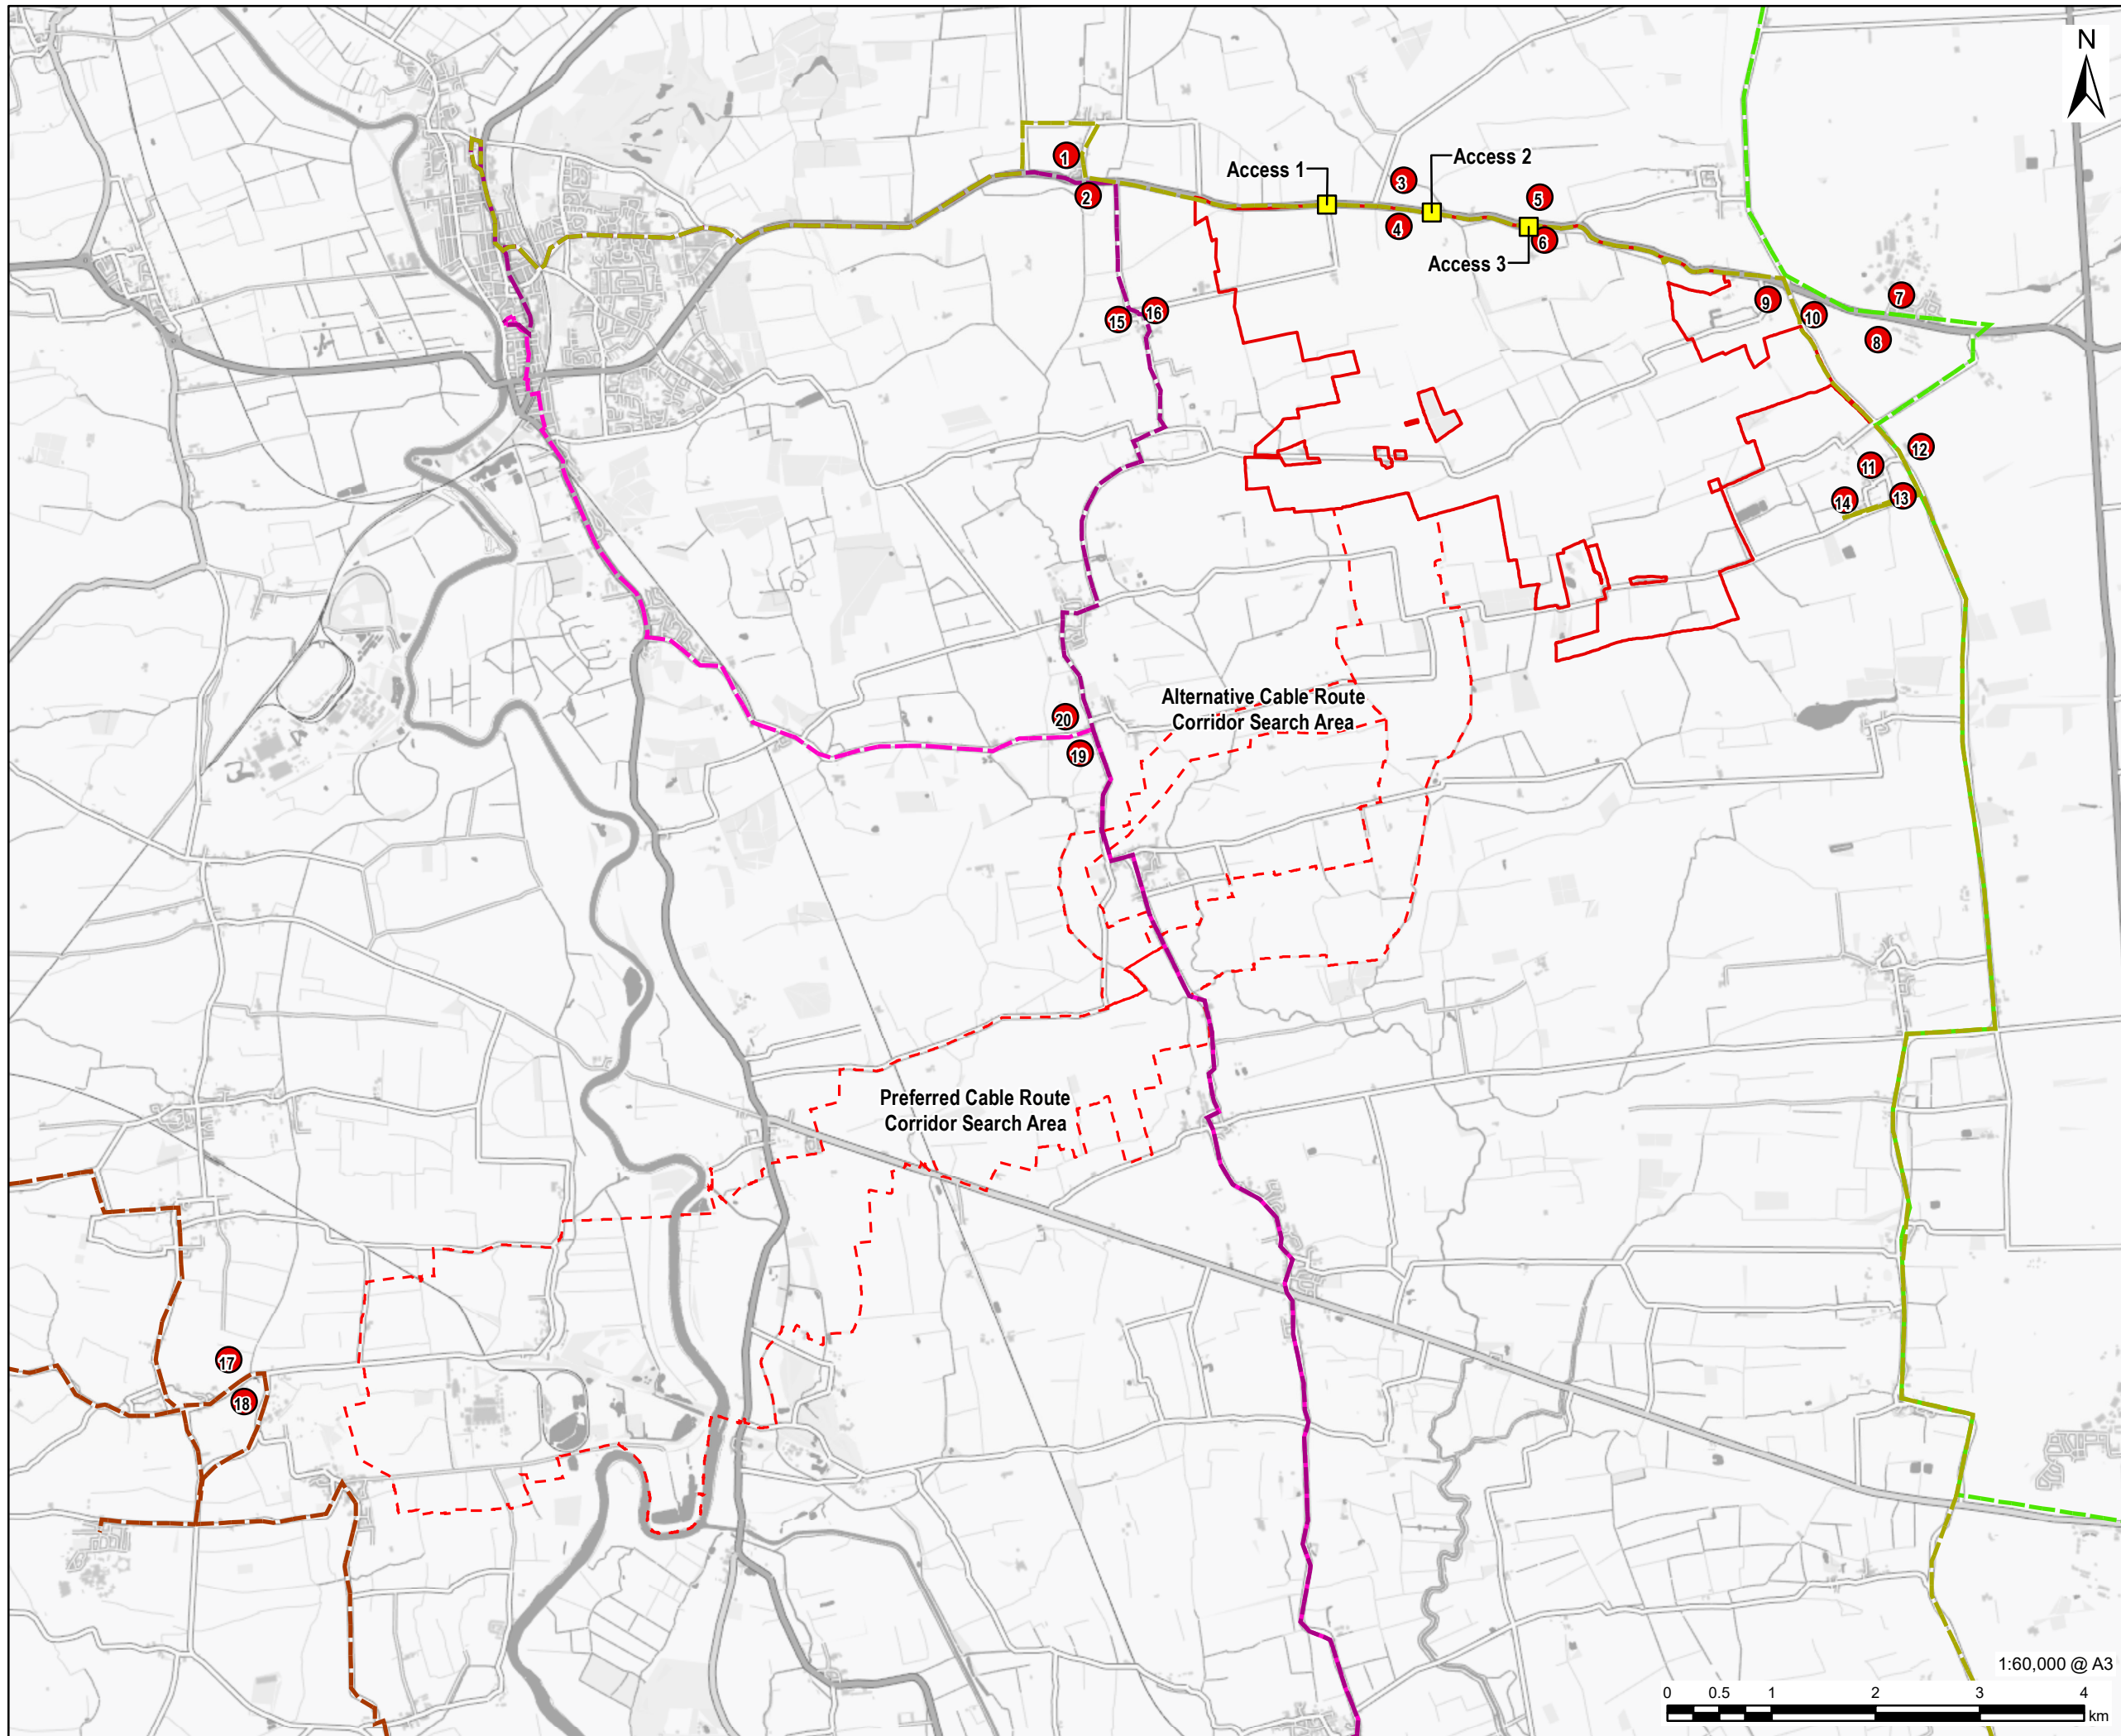 N
1
2
Access 1
3
Access 2
4
5
6
Access 3
7
8
9
10
15
16
11
12
13
14
Alternative Cable Route
Corridor Search Area
20
19
Preferred Cable Route
Corridor Search Area
17
18
1:60,000 @ A3
0 0.5 1 2 3 4
km